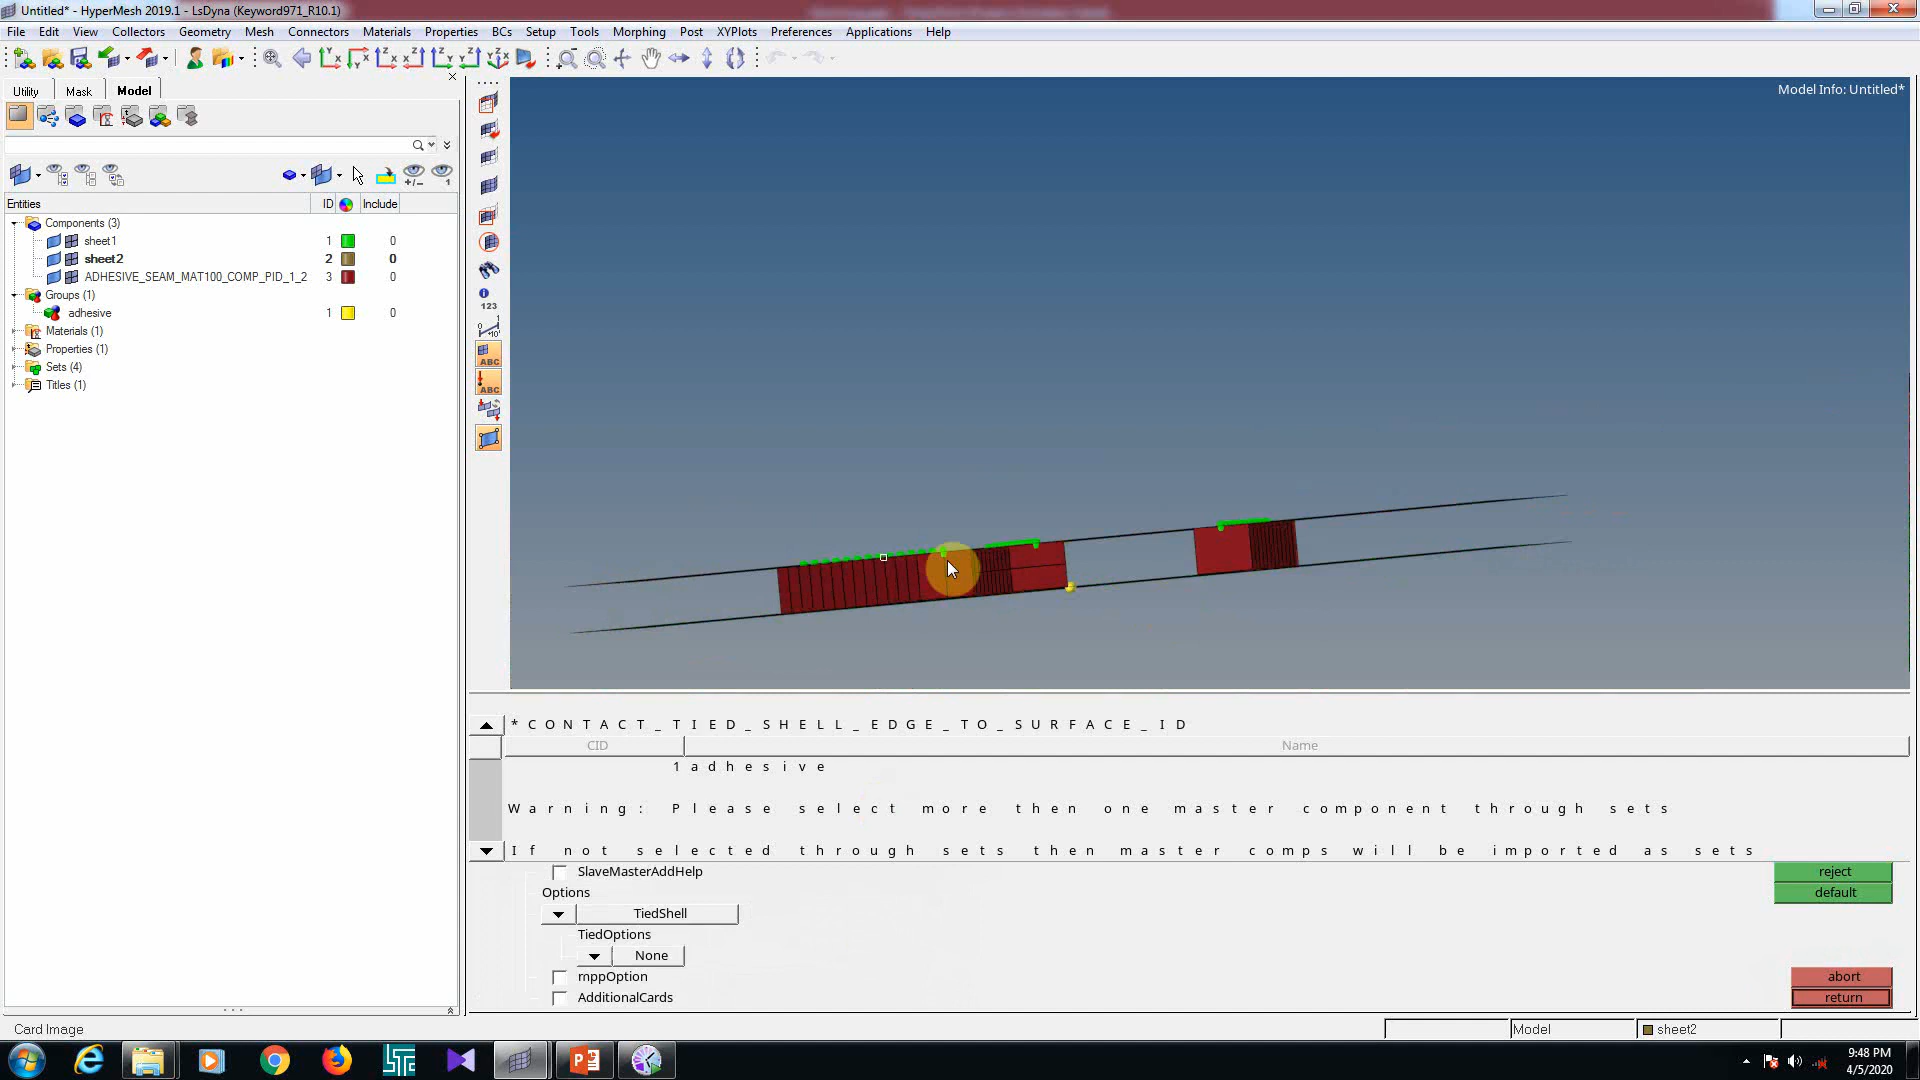 Untitled* - HyperMesh 2019.1 - LsDyna (Keyword971_R10.1)
File Edit View Collectors Geometry Mesh Connectors Materials Properties BCs Setup Tools Morphing Post XYPlots Preferences Applications Help
Utility Mask Model
Model Info: Untitled*
Entities ID Include
Components (3)
sheet1 1 0
sheet2 2 0
ADHESIVE_SEAM_MAT100_COMP_PID_1_2 3 0
Groups (1)
adhesive 1 0
Materials (1)
Properties (1)
Sets (4)
Titles (1)
123
ABC
ABC
*CONTACT_TIED_SHELL_EDGE_TO_SURFACE_ID
CID Name
1adhesive
Warning: Please select more then one master component through sets
If not selected through sets then master comps will be imported as sets
SlaveMasterAddHelp
Options
TiedShell
TiedOptions
None
mppOption
AdditionalCards
reject
default
abort
return
Card Image
Model
sheet2
9:48 PM
4/5/2020